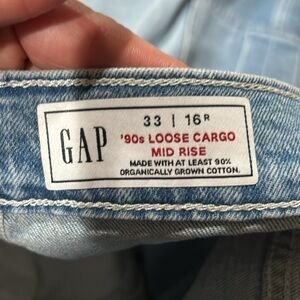 GAP
33 | 16R
'90s LOOSE CARGO
MID RISE
MADE WITH AT LEAST 90%
ORGANICALLY GROWN COTTON.